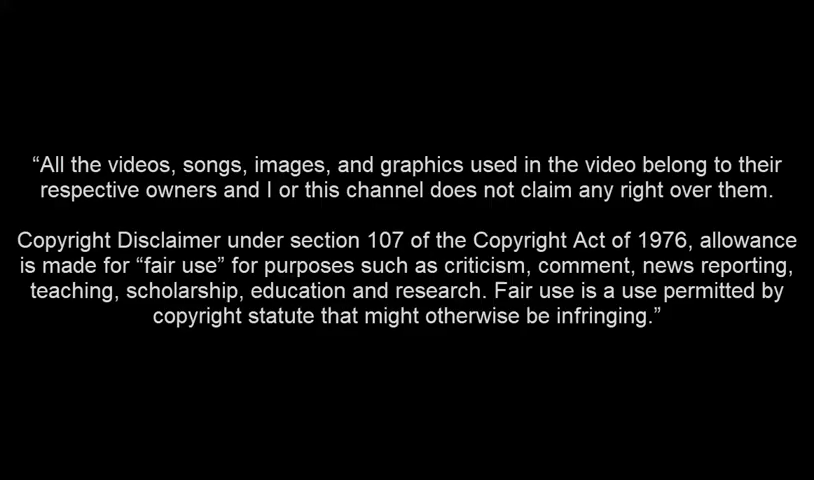 “All the videos, songs, images, and graphics used in the video belong to their
respective owners and I or this channel does not claim any right over them.
Copyright Disclaimer under section 107 of the Copyright Act of 1976, allowance
is made for “fair use” for purposes such as criticism, comment, news reporting,
teaching, scholarship, education and research. Fair use is a use permitted by
copyright statute that might otherwise be infringing.”